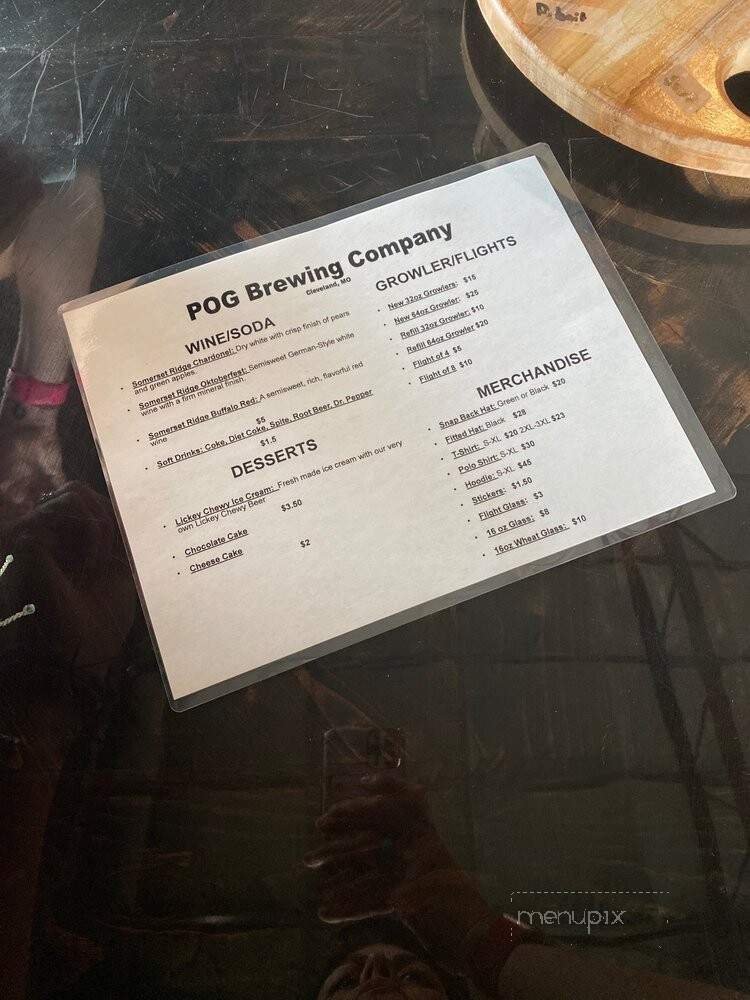 POG Brewing Company
Cleveland, MO
WINE/SODA
• Somerset Ridge Chardonel: Dry white with crisp finish of pears
and green apples.
• Somerset Ridge Oktoberfest: Semisweet German-Style white
wine with a firm mineral finish.
• Somerset Ridge Buffalo Red: A semisweet, rich, flavorful red
wine
$5
• Soft Drinks: Coke, Diet Coke, Spite, Root Beer, Dr. Pepper
$1.5
DESSERTS
• Lickey Chewy Ice Cream: Fresh made ice cream with our very
own Lickey Chewy Beer
$3.50
• Chocolate Cake
• Cheese Cake
$2
GROWLER/FLIGHTS
• New 32oz Growlers: $15
• New 64oz Growler: $25
• Refill 32oz Growler: $10
• Refill 64oz Growler $20
• Flight of 4 $5
• Flight of 8 $10
MERCHANDISE
• Snap Back Hat: Green or Black $20
• Fitted Hat: Black $28
• T-Shirt: S-XL $20 2XL-3XL $23
• Polo Shirt: S-XL $30
• Hoodie: S-XL $45
• Stickers: $1.50
• Flight Glass: $3
• 16 oz Glass: $8
• 16oz Wheat Glass: $10
menupix